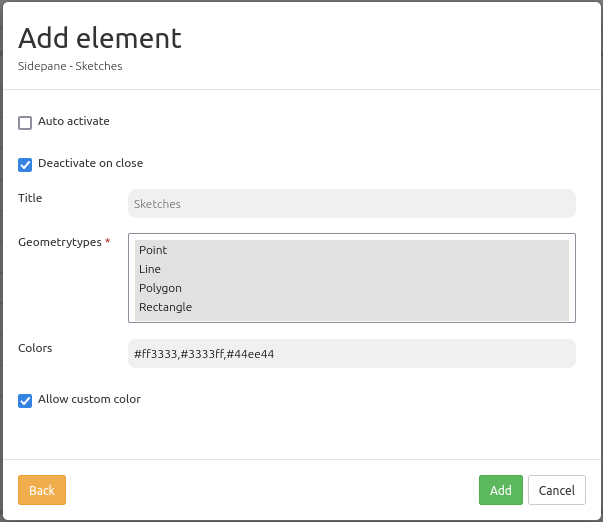 Add element
Sidepane - Sketches
Auto activate
Deactivate on close
Title
Sketches
Geometrytypes *
Point
Line
Polygon
Rectangle
Colors
#ff3333,#3333ff,#44ee44
Allow custom color
Back
Add
Cancel